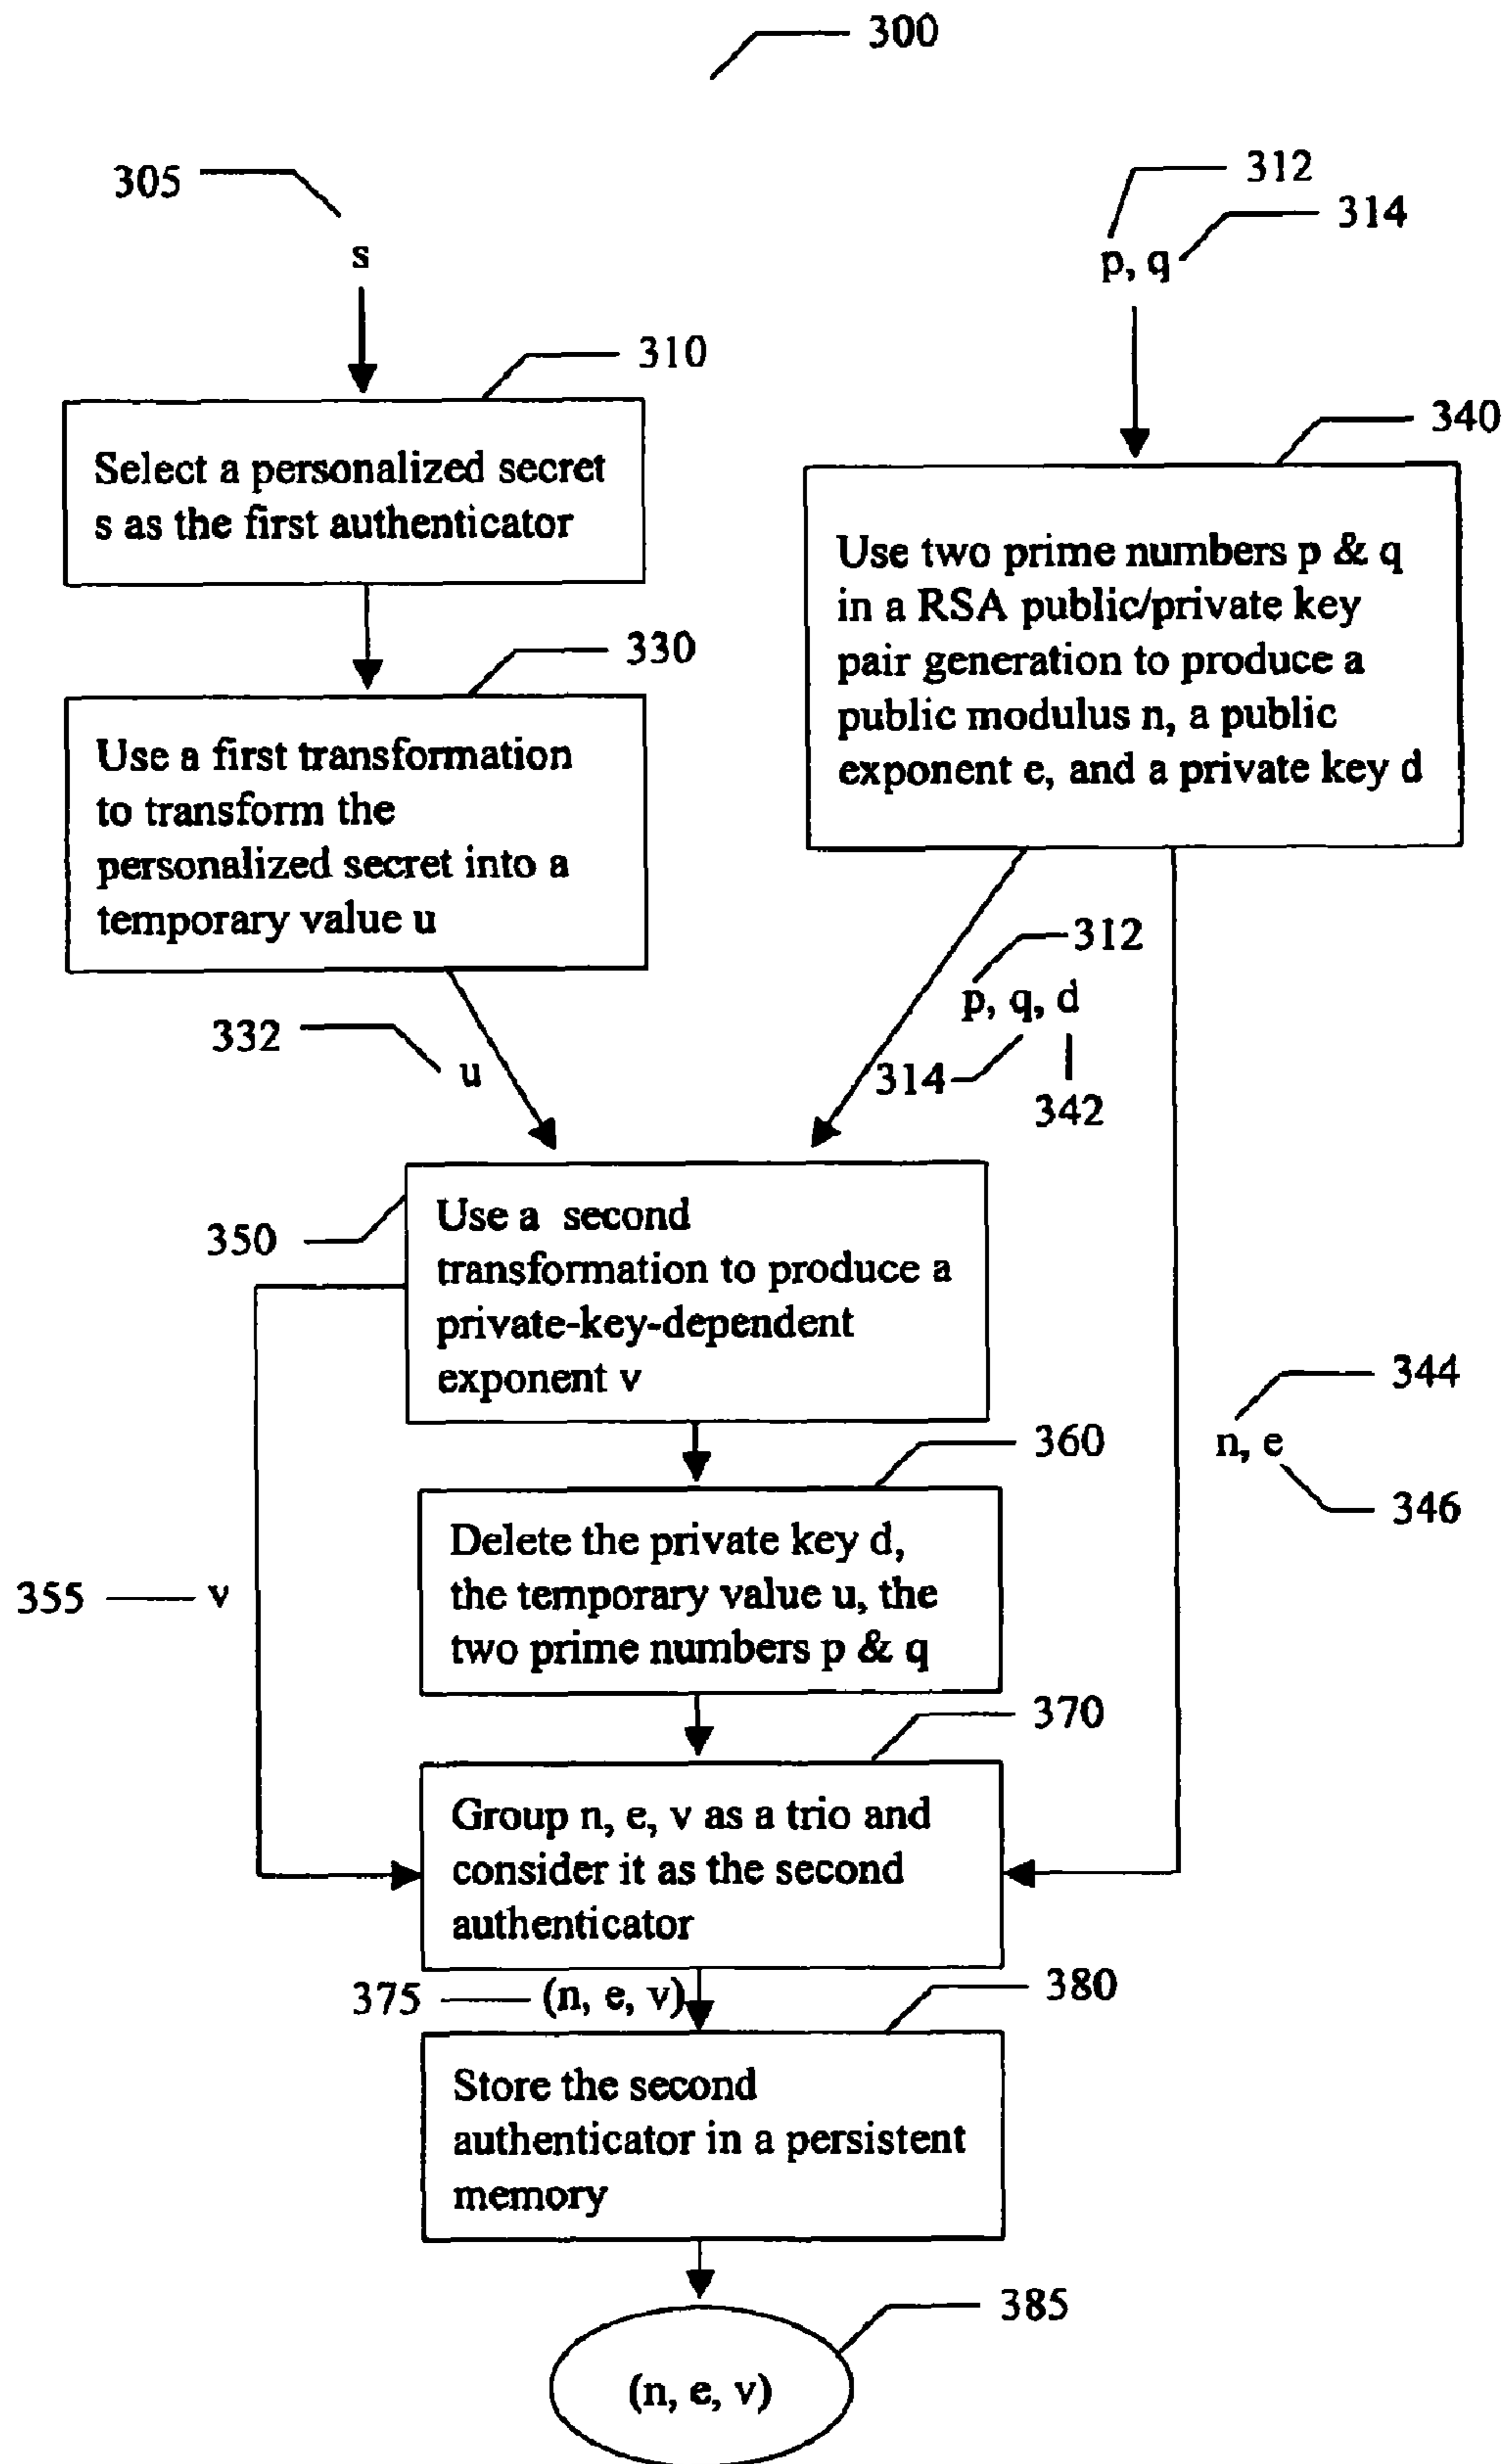 300
305
312
314
s
p, q
310
340
Select a personalized secret
s as the first authenticator
Use two prime numbers p & q
in a RSA public/private key
pair generation to produce a
public modulus n, a public
exponent e, and a private key d
330
Use a first transformation
to transform the
personalized secret into a
temporary value u
312
p, q, d
332
u
314
342
350
Use a second
transformation to produce a
private-key-dependent
exponent v
344
n, e
346
360
Delete the private key d,
the temporary value u, the
two prime numbers p & q
355
v
370
Group n, e, v as a trio and
consider it as the second
authenticator
375
(n, e, v)
380
Store the second
authenticator in a persistent
memory
385
(n, e, v)